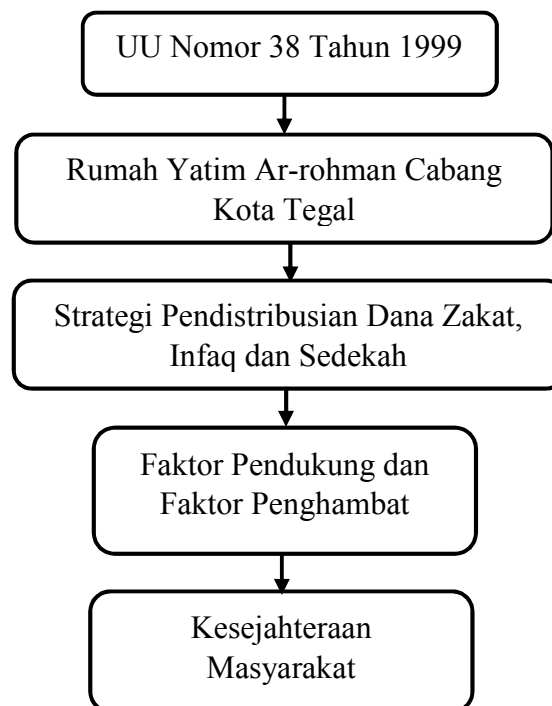 UU Nomor 38 Tahun 1999
Rumah Yatim Ar-rohman Cabang
Kota Tegal
Strategi Pendistribusian Dana Zakat,
Infaq dan Sedekah
Faktor Pendukung dan
Faktor Penghambat
Kesejahteraan
Masyarakat